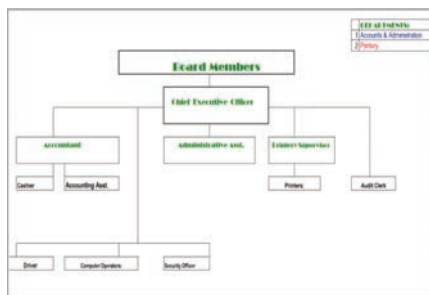 DEPARTMENTS:
1 Accounts & Administration
2 Printery
Board Members
Chief Executive Officer
Accountant
Administrative Asst.
Printery Supervisor
Cashier
Accounting Asst.
Printers
Audit Clerk
Driver
Computer Operators
Security Officer